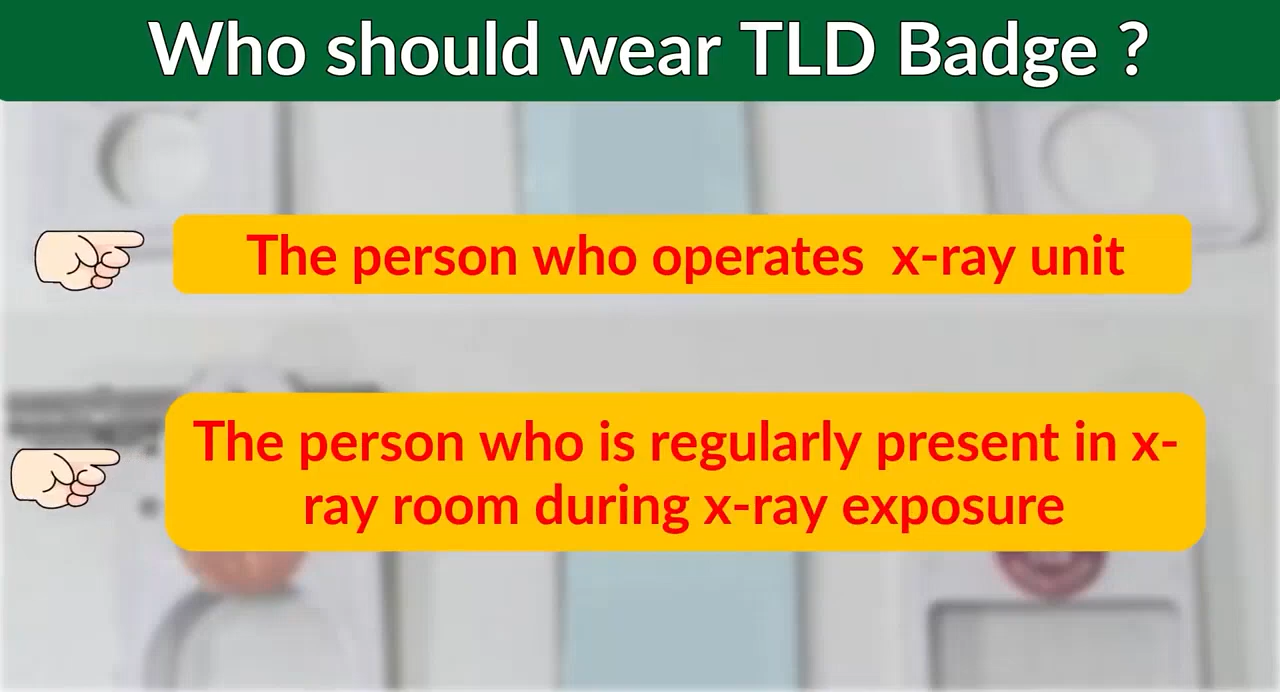 Who should wear TLD Badge ?
The person who operates  x-ray unit
The person who is regularly present in x-
ray room during x-ray exposure